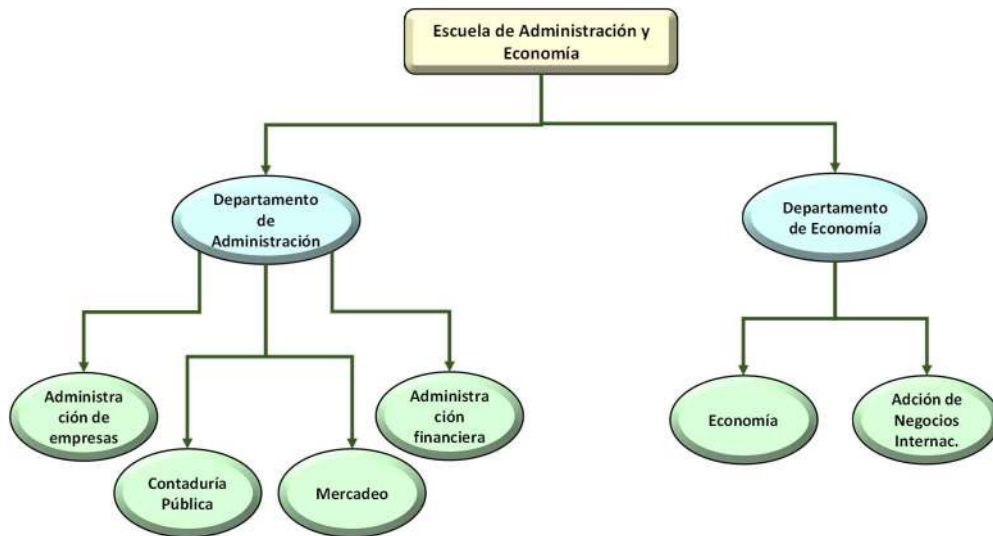 Escuela de Administración y
Economía
Departamento
de
Administración
Departamento
de Economía
Administra
ción de
empresas
Contaduría
Pública
Mercadeo
Administra
ción
financiera
Economía
Adción de
Negocios
Internac.